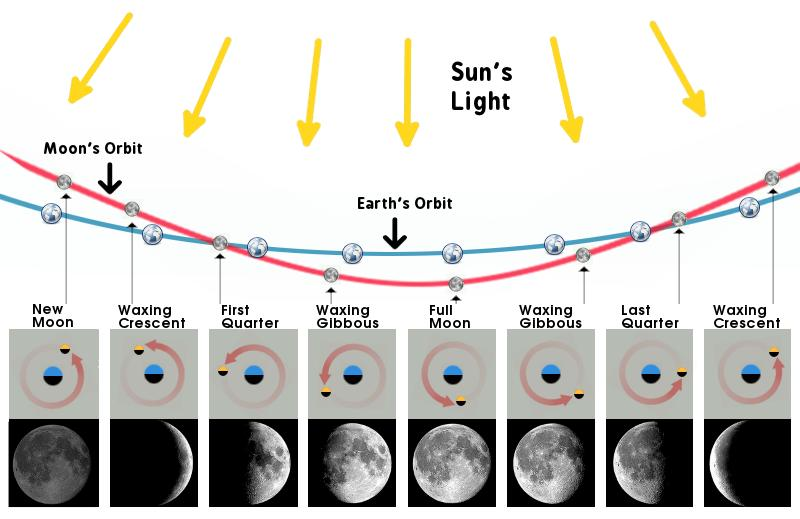 Sun's
Light
Moon's Orbit
Earth's Orbit
New
Moon
Waxing
Crescent
First
Quarter
Waxing
Gibbous
Full
Moon
Waxing
Gibbous
Last
Quarter
Waxing
Crescent